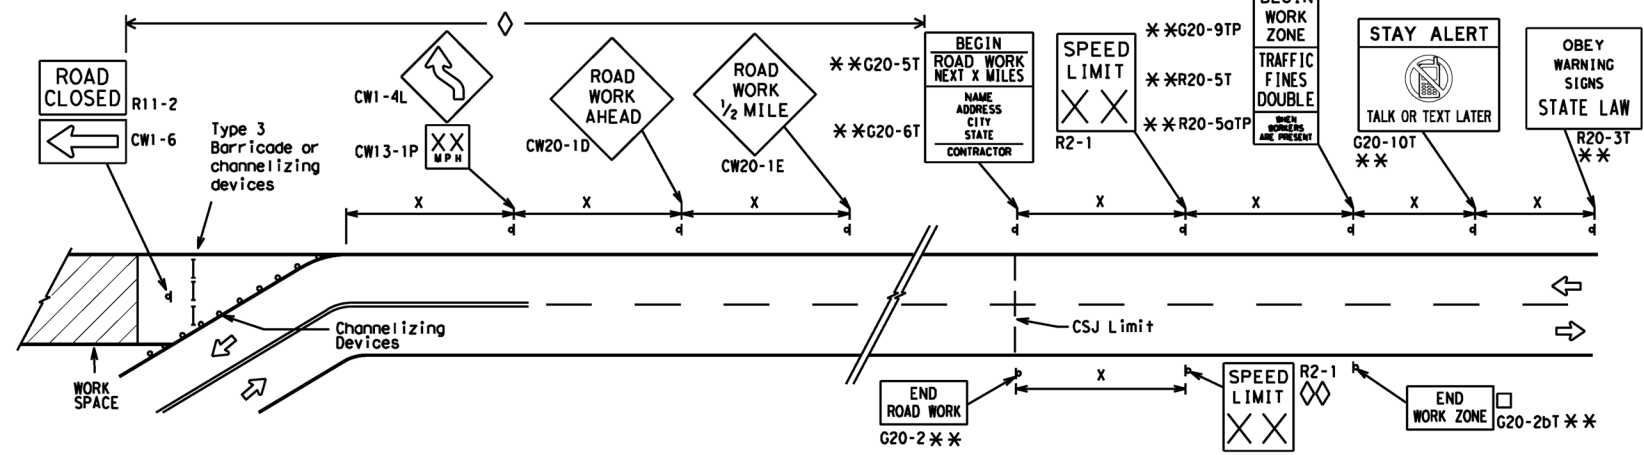 ROAD
CLOSED
R11-2
CW1-6
Type 3
Barricade or
channelizing
devices
CW1-4L
XX
MPH
CW13-1P
ROAD
WORK
AHEAD
CW20-1D
ROAD
WORK
1/2 MILE
CW20-1E
**G20-5T
BEGIN
ROAD WORK
NEXT X MILES
**G20-6T
NAME
ADDRESS
CITY
STATE
CONTRACTOR
SPEED
LIMIT
XX
R2-1
**G20-9TP
BEGIN
WORK
ZONE
**R20-5T
TRAFFIC
FINES
DOUBLE
**R20-5aTP
WHEN
WORKERS
ARE PRESENT
STAY ALERT
TALK OR TEXT LATER
G20-10T
**
OBEY
WARNING
SIGNS
STATE LAW
R20-3T
**
X
X
X
X
X
X
X
Channelizing
Devices
CSJ Limit
WORK
SPACE
END
ROAD WORK
G20-2**
X
SPEED
LIMIT
XX
R2-1
END
WORK ZONE
G20-2bT **